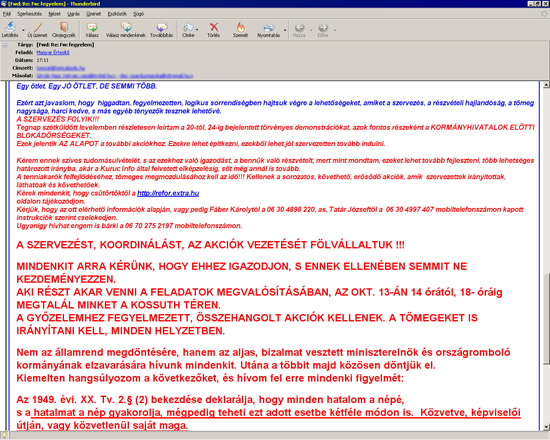 [Fwd: Re: Fw: fegyelem] - Thunderbird
Fájl Szerkesztés Nézet Ugrás Üzenet Eszközök Súgó
Letöltés Új üzenet Címjegyzék Válasz Válasz mindenkinek Továbbítás Címke Törlés Szemét Nyomtatás Vissza Előre
Tárgy: [Fwd: Re: Fw: fegyelem]
Feladó: Magyar Értesítő
Dátum: 17:11
Címzett:
Másolat:
Egy ötlet. Egy JÓ ÖTLET, DE SEMMI TÖBB.
Ezért azt javaslom, hogy higgadtan, fegyelmezetten, logikus sorrendiségben hajtsuk végre a lehetőségeket, amiket a szervezés, a részvételi hajlandóság, a tömeg
nagysága, harci kedve, s más egyéb tényezők tesznek lehetővé.
A SZERVEZÉS FOLYIK!!!
Tegnap szétküldött levelemben részletesen leírtam a 20-tól. 24-ig bejelentett törvényes demonstrációkat, azok fontos részeként a KORMÁNYHIVATALOK ELŐTTI
BLOKÁDOKNEGEKET.
Ezek jelentik AZ ALAPOT a további akciókhoz. Ezekre lehet építkezni, ezekből lehet jól szervezetten tovább indulni.
Kérem ennek szíves tudomásulvételét, s az ezekhez való igazodást, a bennük való részvételt, mert mint mondtam, ezeket lehet tovább fejleszteni, több lehetséges
határozott irányba, akár a Kuruc Info által felvetett elképzelésig, sőt még annál is tovább.
A tenniakarók felfejlődéséhez, tömeges megmozdulásához kell az idő!!! Kellenek a sorozatos, követhető, erősödő akciók, amik szervezettek irányítottak,
láthatóak és követhetőek.
Kérek mindenkit, hogy csütörtöktől a http://refor.extra.hu
oldalon tájékozódjon.
Kérjük, hogy az ott elérhető információk alapján, vagy pedig Fáber Károlytól a 06 30 4898 220, as, Tatár Józseftől a 06 30 4997 407 mobiltelefonszámon kapott
instrukciók szerint cselekedjen.
Ugyanígy hívhat engem is bárki a 06 70 275 2197 mobiltelefonszámon.
A SZERVEZÉST, KOORDINÁLÁST, AZ AKCIÓK VEZETÉSÉT FÖLVÁLLALTUK !!!
MINDENKIT ARRA KÉRÜNK, HOGY EHHEZ IGAZODJON, S ENNEK ELLENÉBEN SEMMIT NE
KEZDEMÉNYEZZEN.
AKI RÉSZT AKAR VENNI A FELADATOK MEGVALÓSÍTÁSÁBAN, AZ OKT. 13-ÁN 14 órától, 18- óráig
MEGTALÁL MINKET A KOSSUTH TÉREN.
A GYŐZELEMHEZ FEGYELMEZETT, ÖSSZEHANGOLT AKCIÓK KELLENEK. A TÖMEGEKET IS
IRÁNYÍTANI KELL, MINDEN HELYZETBEN.
Nem az államrend megdöntésére, hanem az aljas, bizalmat vesztett miniszterelnök és országromboló
kormányának elzavarására hívunk mindenkit. Utána a többit majd közösen döntjük el.
Kiemelten hangsúlyozom a következőket, és hívom fel erre mindenki figyelmét:
Az 1949. évi. XX. Tv. 2.§ (2) bekezdése deklarálja, hogy minden hatalom a népé,
s a hatalmat a nép gyakorolja, mégpedig teheti ezt adott esetbe kétféle módon is. Közvetve, képviselői
útján, vagy közvetlenül saját maga.